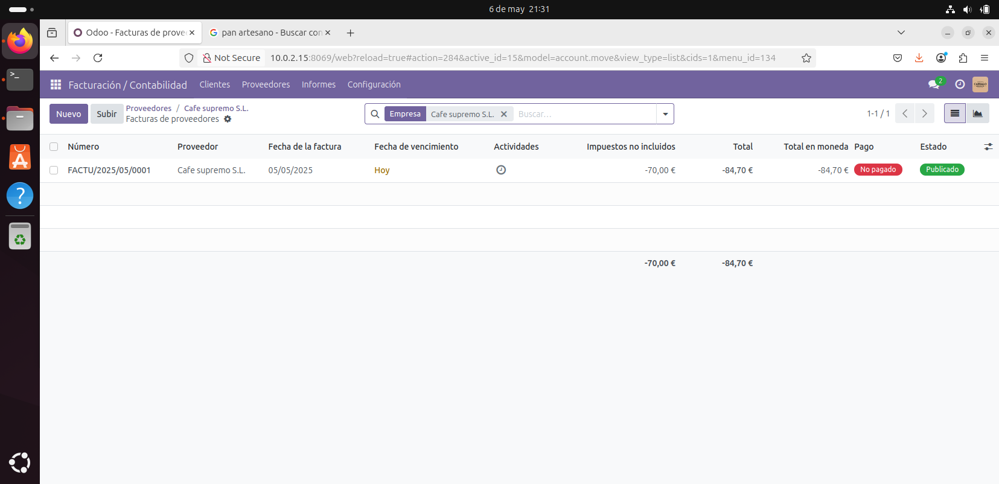 6 de may 21:31
Odoo - Facturas de prove
pan artesano - Buscar con
Not Secure
10.0.2.15:8069/web?reload=true#action=284&active_id=15&model=account.move&view_type=list&cids=1&menu_id=134
Facturación / Contabilidad
Clientes
Proveedores
Informes
Configuración
2
Nuevo
Subir
Proveedores / Cafe supremo S.L.
Facturas de proveedores
Empresa
Cafe supremo S.L.
Buscar...
1-1 / 1
Número
Proveedor
Fecha de la factura
Fecha de vencimiento
Actividades
Impuestos no incluidos
Total
Total en moneda
Pago
Estado
FACTU/2025/05/0001
Cafe supremo S.L.
05/05/2025
Hoy
-70,00 €
-84,70 €
-84,70 €
No pagado
Publicado
-70,00 €
-84,70 €